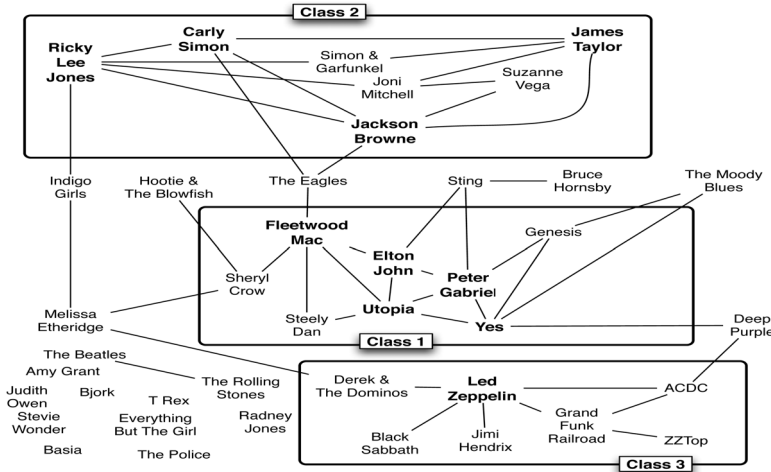 Class 2
Ricky
Lee
Jones
Carly
Simon
James
Taylor
Simon &
Garfunkel
Joni
Mitchell
Suzanne
Vega
Jackson
Browne
Indigo
Girls
Hootie &
The Blowfish
The Eagles
Sting
Bruce
Hornsby
The Moody
Blues
Fleetwood
Mac
Genesis
Elton
John
Sheryl
Crow
Peter
Gabriel
Utopia
Melissa
Etheridge
Steely
Dan
Yes
Deep
Purple
Class 1
The Beatles
Amy Grant
Judith
Owen
Bjork
T Rex
The Rolling
Stones
Stevie
Wonder
Everything
But The Girl
Radney
Jones
Basia
The Police
Derek &
The Dominos
Led
Zeppelin
ACDC
Grand
Funk
Railroad
Black
Sabbath
Jimi
Hendrix
ZZTop
Class 3